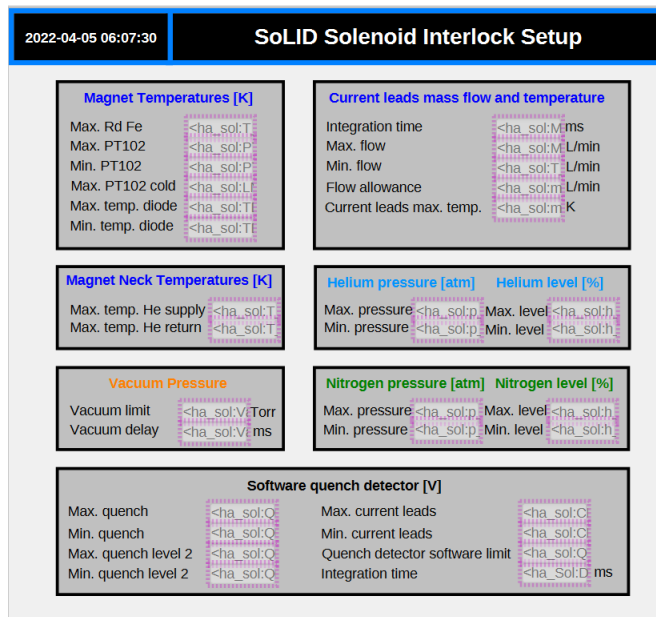 2022-04-05 06:07:30
SoLID Solenoid Interlock Setup
Magnet Temperatures [K]
Max. Rd Fe <ha_sol:T
Max. PT102 <ha_sol:P
Min. PT102 <ha_sol:P
Max. PT102 cold <ha_sol:L
Max. temp. diode <ha_sol:T
Min. temp. diode <ha_sol:T
Current leads mass flow and temperature
Integration time <ha_sol:M ms
Max. flow <ha_sol:M L/min
Min. flow <ha_sol:T L/min
Flow allowance <ha_sol:m L/min
Current leads max. temp. <ha_sol:m K
Magnet Neck Temperatures [K]
Max. temp. He supply <ha_sol:T
Max. temp. He return <ha_sol:T
Helium pressure [atm] Helium level [%]
Max. pressure <ha_sol:p Max. level <ha_sol:h
Min. pressure <ha_sol:p Min. level <ha_sol:h
Vacuum Pressure
Vacuum limit <ha_sol:V Torr
Vacuum delay <ha_sol:V ms
Nitrogen pressure [atm] Nitrogen level [%]
Max. pressure <ha_sol:p Max. level <ha_sol:h
Min. pressure <ha_sol:p Min. level <ha_sol:h
Software quench detector [V]
Max. quench <ha_sol:Q
Min. quench <ha_sol:Q
Max. quench level 2 <ha_sol:Q
Min. quench level 2 <ha_sol:Q
Max. current leads <ha_sol:C
Min. current leads <ha_sol:C
Quench detector software limit <ha_sol:Q
Integration time <ha_Sol:D ms